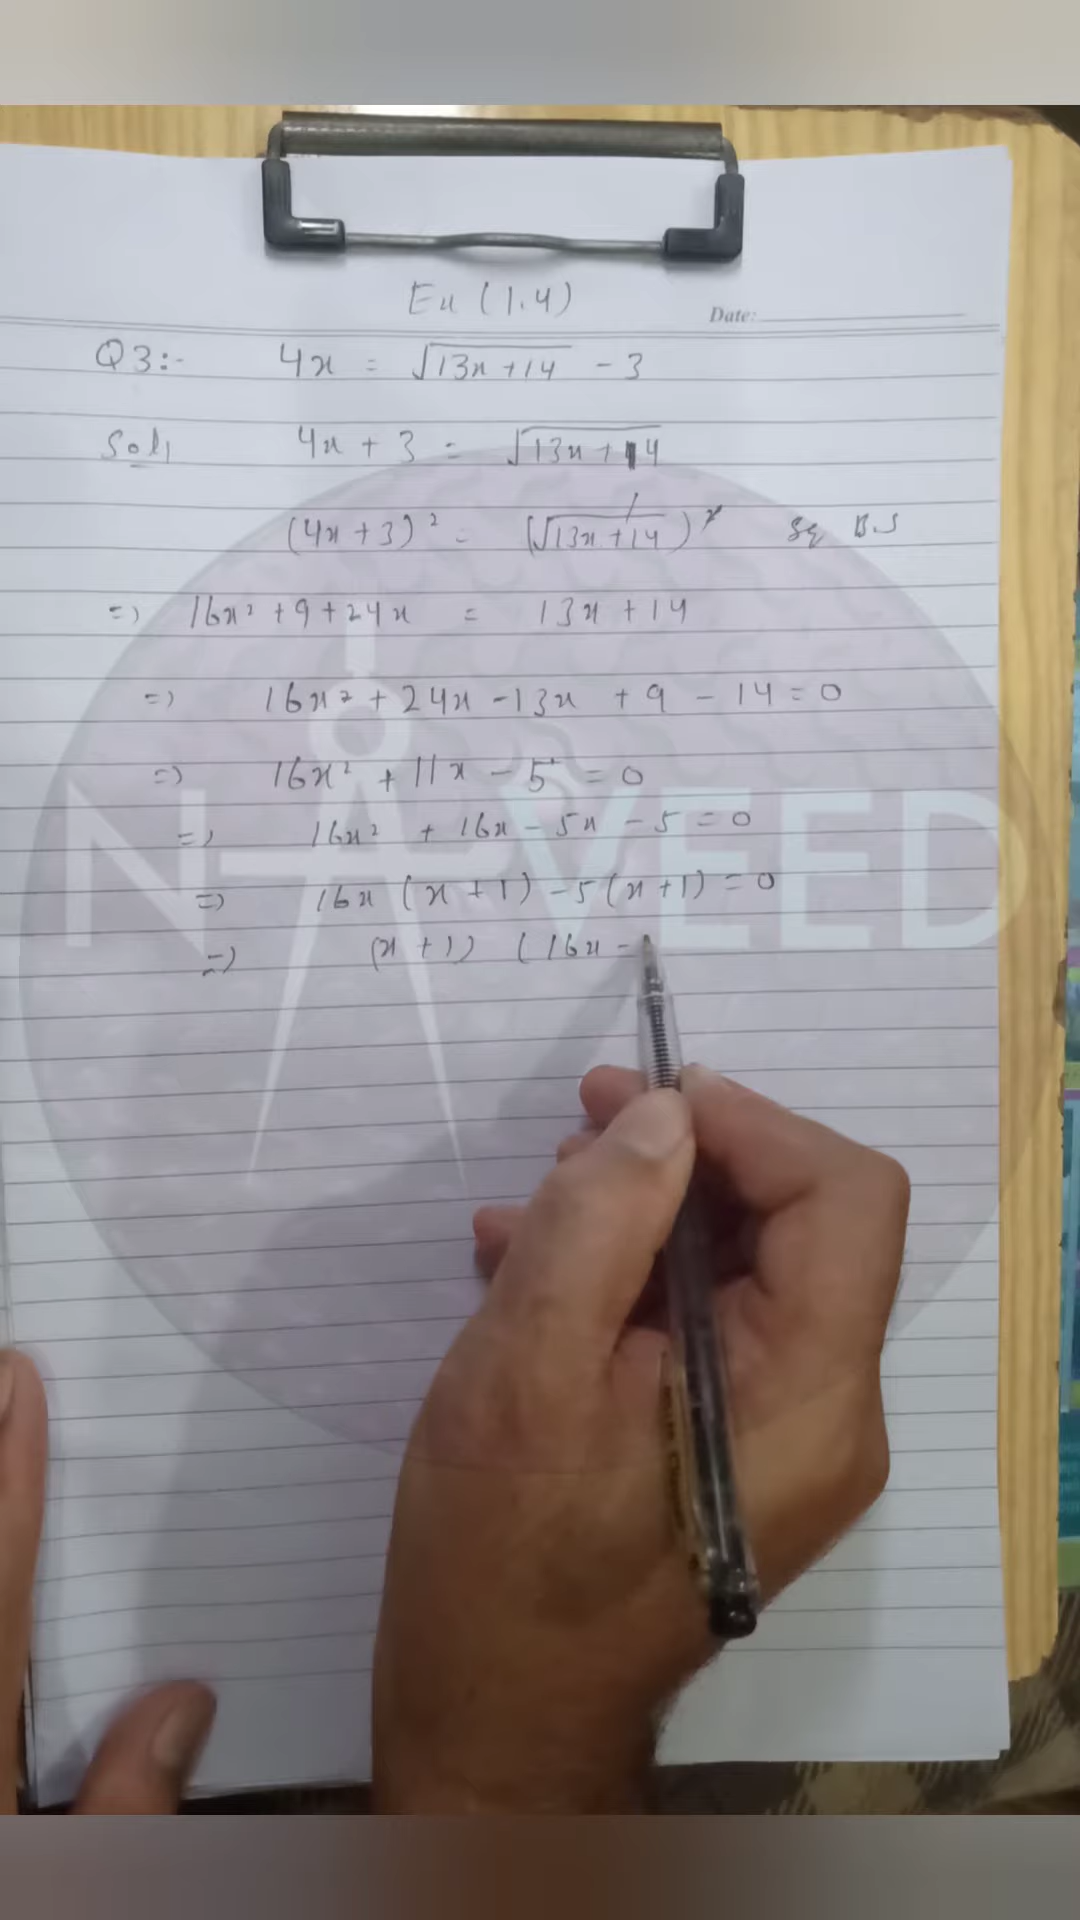 Ex (1.4)
Date:
Q3:- 4x = √13x+14 - 3
Sol; 4x + 3 = √13x+14
(4x+3)² = (√13x+14)² Sq B.S
=) 16x² + 9 + 24x = 13x + 14
=) 16x² + 24x - 13x + 9 - 14 = 0
=) 16x² + 11x - 5 = 0
=) 16x² + 16x - 5x - 5 = 0
=) 16x (x + 1) - 5 (x + 1) = 0
=) (x + 1) (16x -
NAVEED